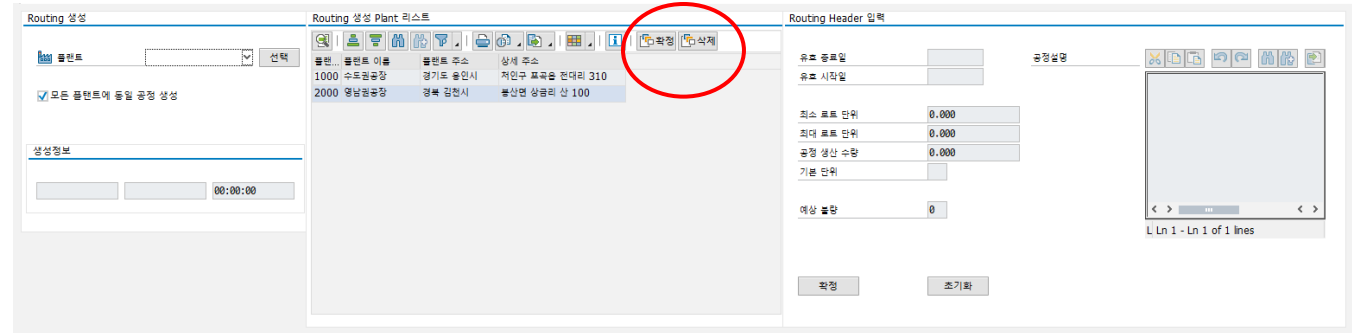 Routing 생성
플랜트
선택
모든 플랜트에 동일 공정 생성
생성정보
00:00:00
Routing 생성 Plant 리스트
확정 삭제
플랜... 플랜트 이름 플랜트 주소 상세 주소
1000 수도권공장 경기도 용인시 처인구 포곡읍 전대리 310
2000 영남권공장 경북 김천시 봉산면 상금리 산 100
Routing Header 입력
유효 종료일
유효 시작일
최소 로트 단위 0.000
최대 로트 단위 0.000
공정 생산 수량 0.000
기본 단위
예상 불량 0
확정 초기화
공정설명
L Ln 1 - Ln 1 of 1 lines